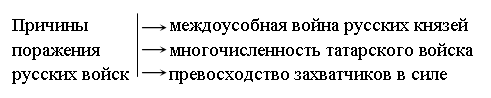 Причины → междоусобная война русских князей
поражения → многочисленность татарского войска
русских войск → превосходство захватчиков в силе